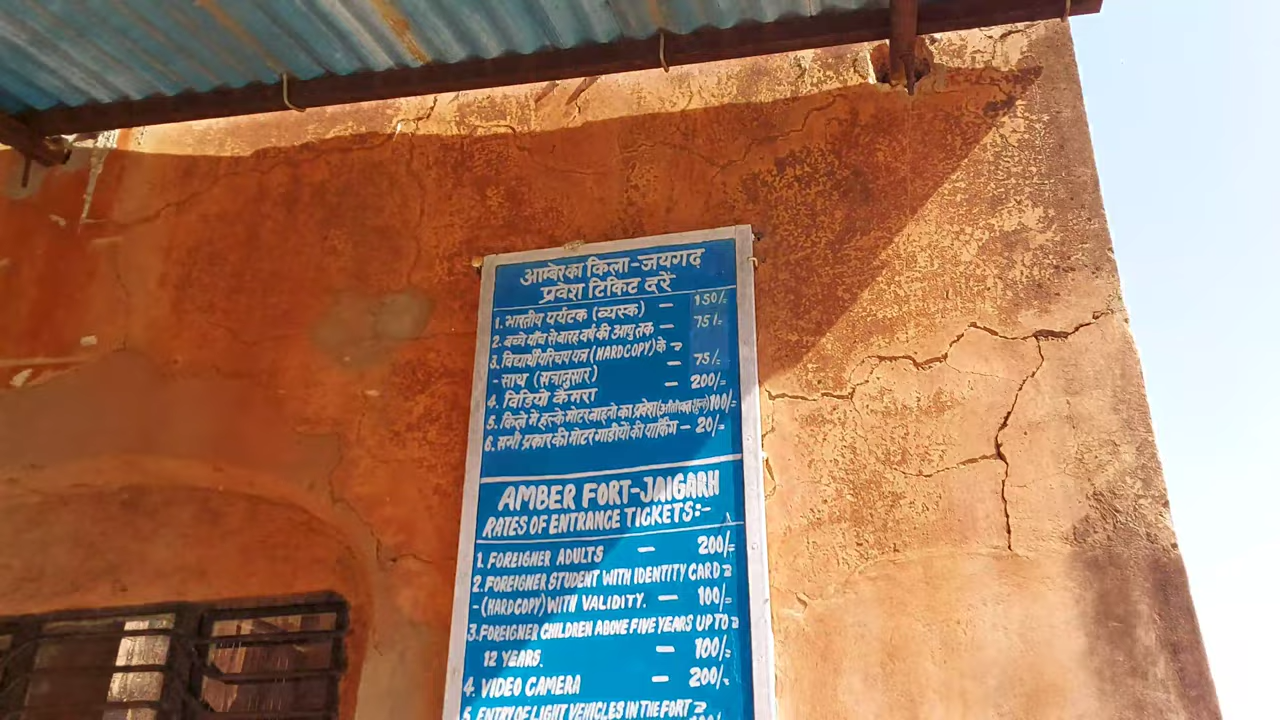 आम्बेर का किला-जयगढ़
प्रवेश टिकिट दरें
1. भारतीय पर्यटक (व्यस्क) — 150/-
2. बच्चे पाँच से बारह वर्ष की आयु तक — 75/-
3. विद्यार्थी परिचय पत्र (HARDCOPY) के
- साथ (सत्रानुसार) — 75/-
4. विडियो कैमरा — 200/-
5. किले में हल्के मोटर वाहनो का प्रवेश (अतिरिक्त शुल्क) 100/-
6. सभी प्रकार की मोटर गाडीयों की पार्किंग — 20/-
AMBER FORT-JAIGARH
RATES OF ENTRANCE TICKETS:-
1. FOREIGNER ADULTS — 200/=
2. FOREIGNER STUDENT WITH IDENTITY CARD
- (HARDCOPY) WITH VALIDITY. — 100/=
3. FOREIGNER CHILDREN ABOVE FIVE YEARS UP TO
12 YEARS. — 100/=
4. VIDEO CAMERA — 200/=
5. ENTRY OF LIGHT VEHICLES IN THE FORT